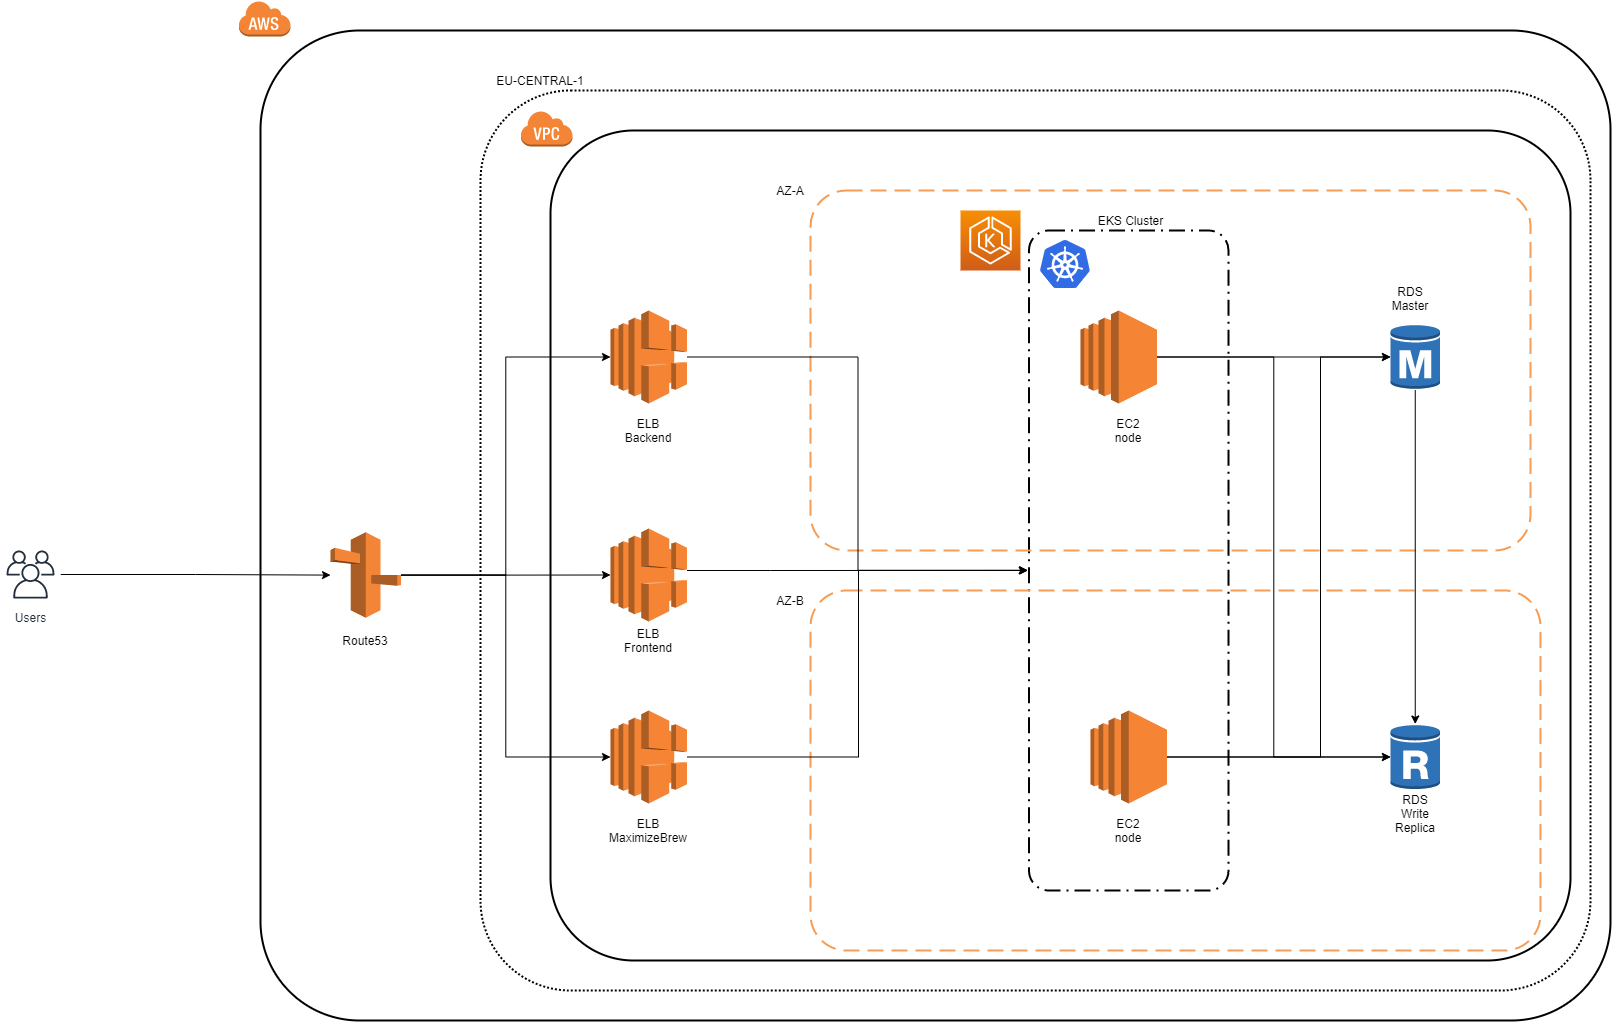 AWS
EU-CENTRAL-1
VPC
AZ-A
EKS Cluster
K
RDS
Master
M
ELB
Backend
EC2
node
Users
Route53
AZ-B
ELB
Frontend
ELB
MaximizeBrew
EC2
node
R
RDS
Write
Replica